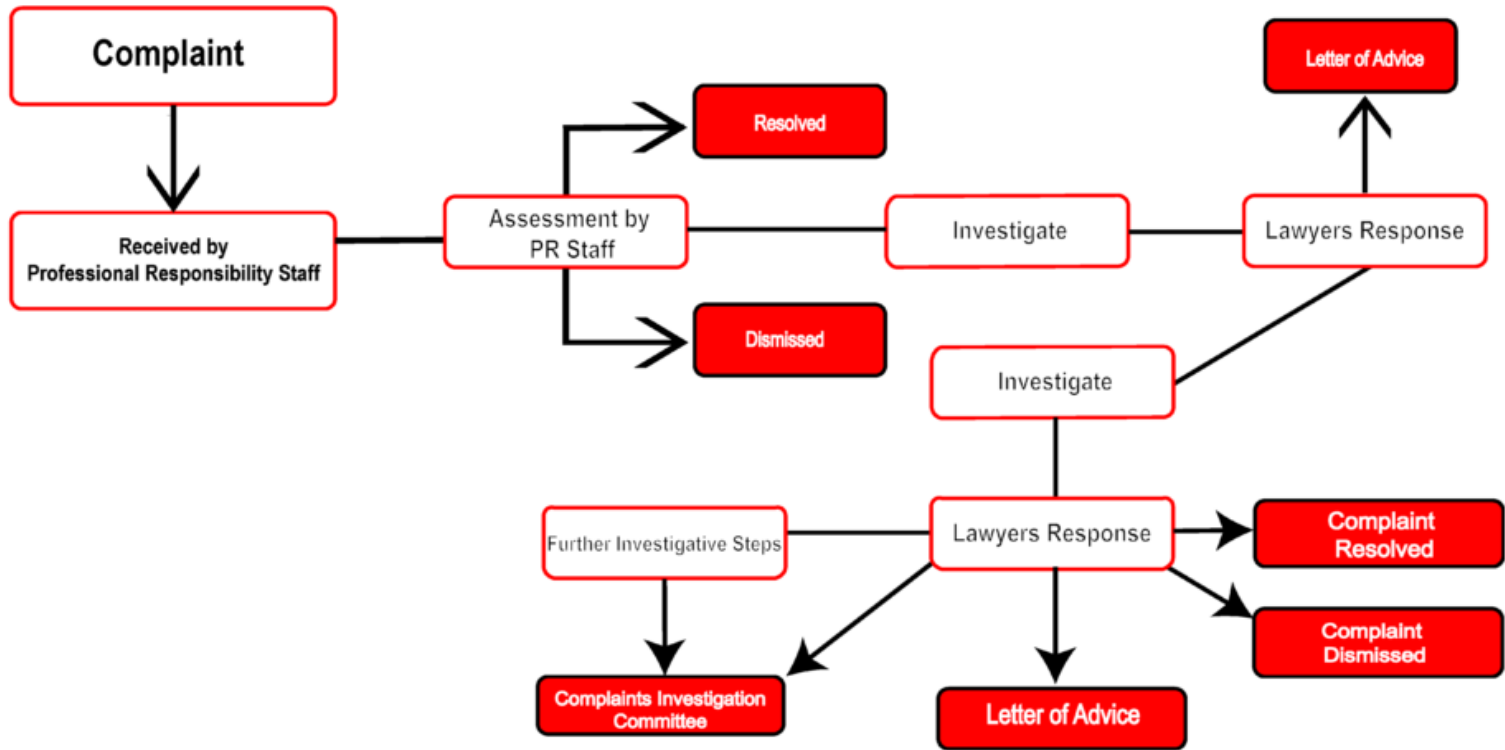 Complaint
Letter of Advice
Resolved
Received by
Professional Responsibility Staff
Assessment by
PR Staff
Investigate
Lawyers Response
Dismissed
Investigate
Further Investigative Steps
Lawyers Response
Complaint
Resolved
Complaint
Dismissed
Complaints Investigation
Committee
Letter of Advice